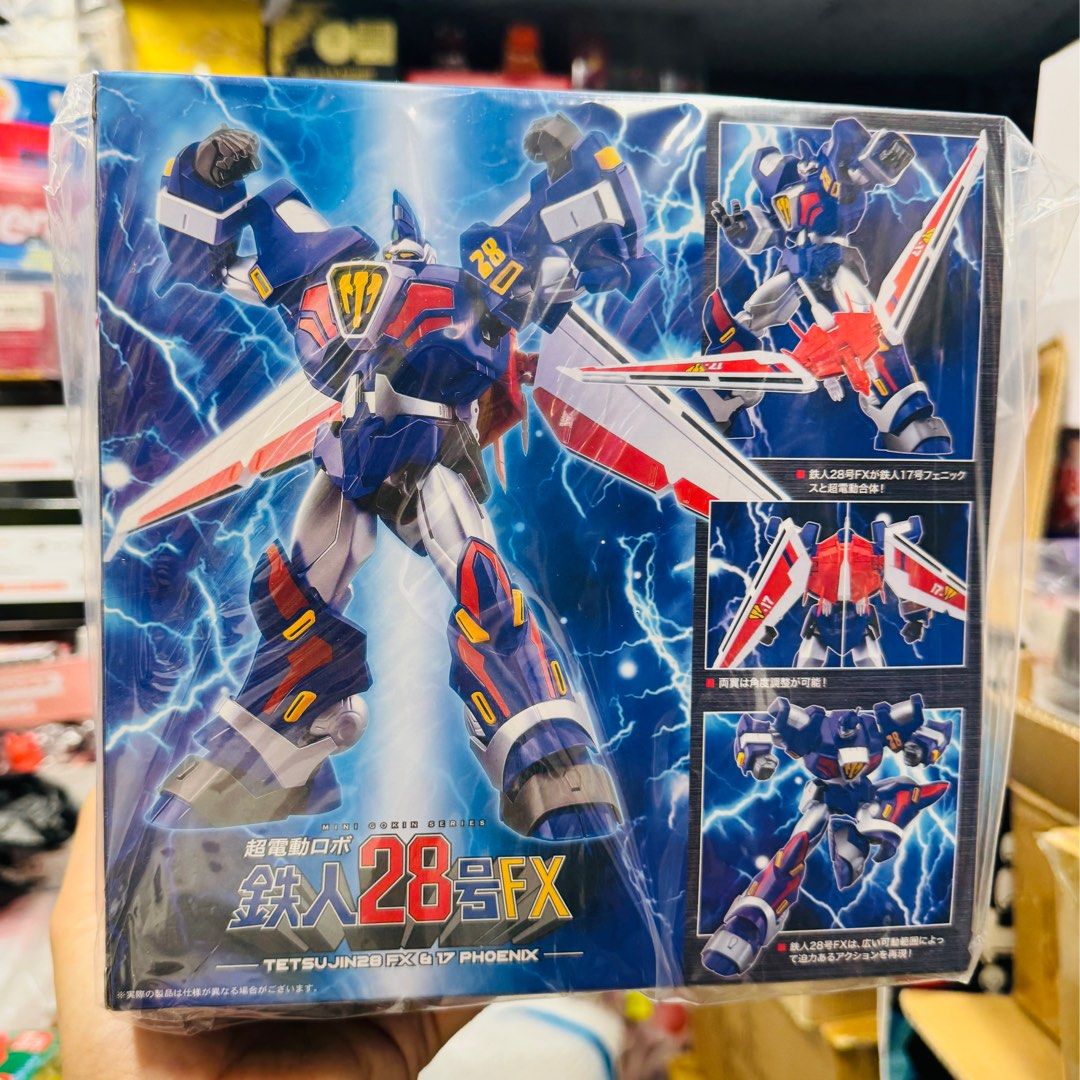 28
28
17
■ 鉄人28号FXが鉄人17号フェニック
スと超電動合体!
17
17
■ 両翼は角度調整が可能!
28
■ 鉄人28号FXは、広い可動範囲によっ
て迫力あるアクションを再現!
MINI GOKIN SERIES
超電動ロボ
鉄人28号FX
TETSUJIN28 FX & 17 PHOENIX
※実際の製品は仕様が異なる場合がございます。